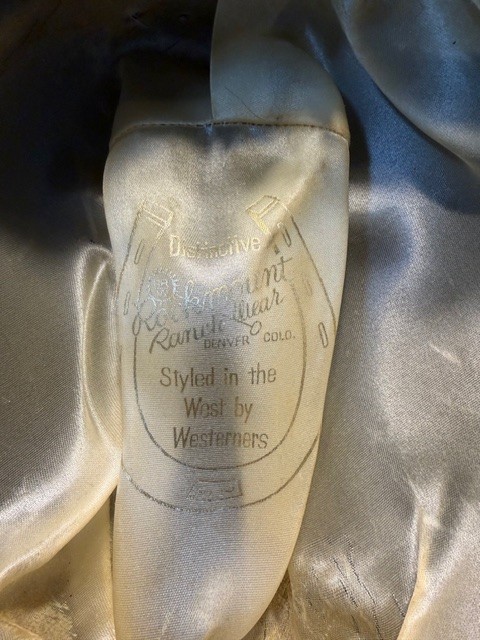 Distinctive
Rockmount
Ranch Wear
DENVER COLO.
Styled in the
West by
Westerners